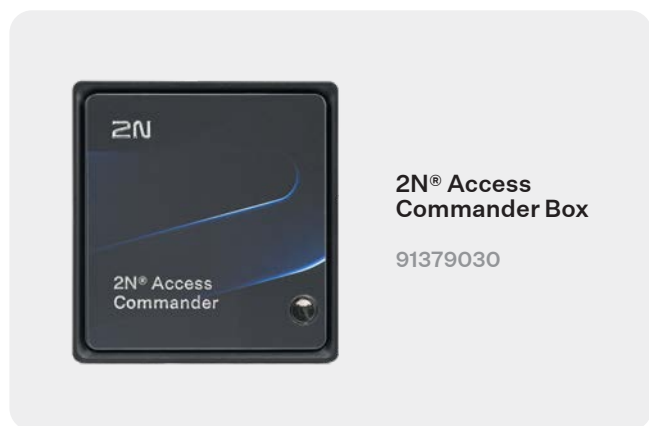 2N
2N® Access
Commander
2N® Access
Commander Box
91379030